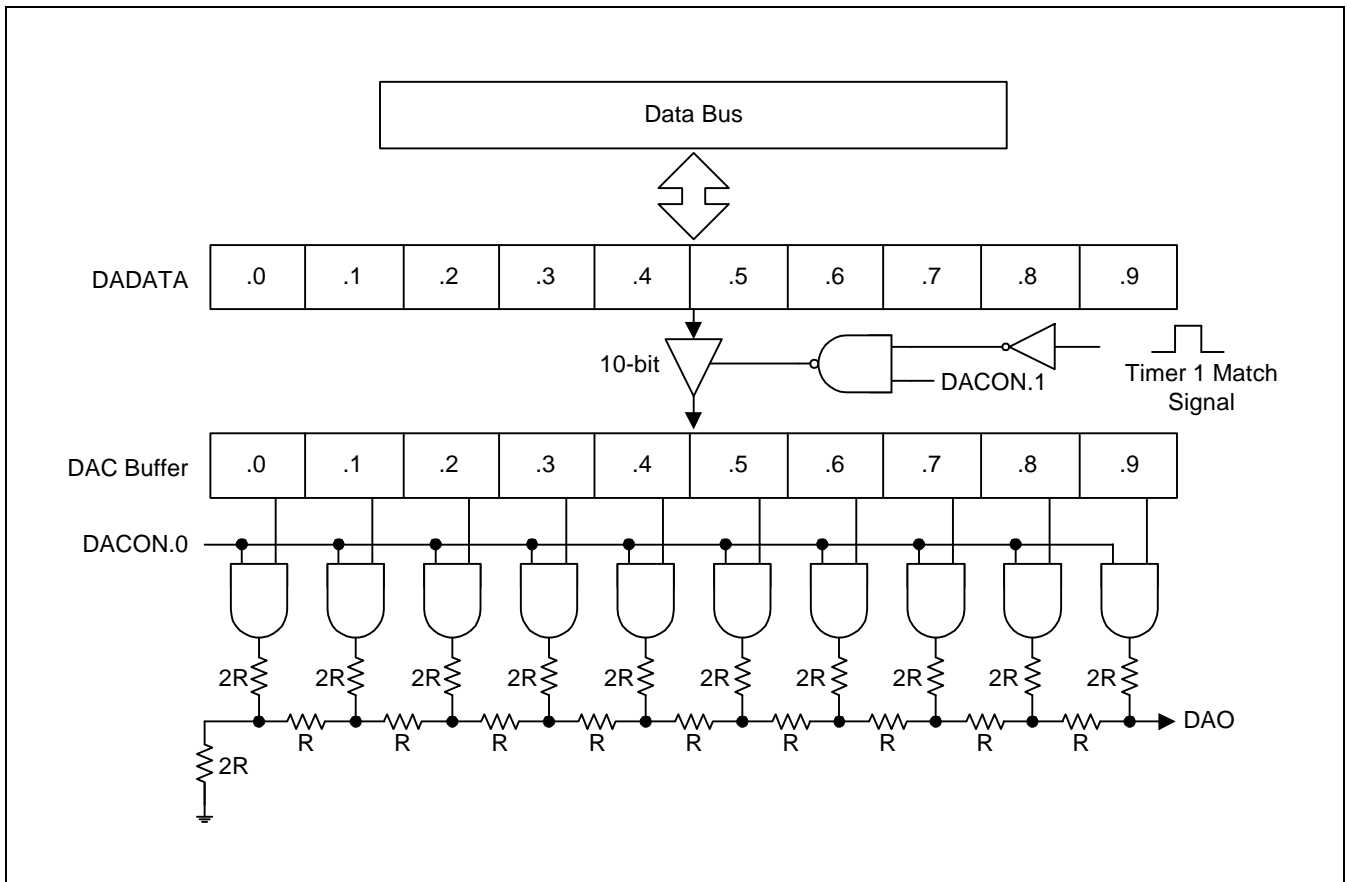 Data Bus
DADATA .0 .1 .2 .3 .4 .5 .6 .7 .8 .9
10-bit
DACON.1
Timer 1 Match
Signal
DAC Buffer .0 .1 .2 .3 .4 .5 .6 .7 .8 .9
DACON.0
2R 2R 2R 2R 2R 2R 2R 2R 2R 2R
DAO
R R R R R R R R R
2R